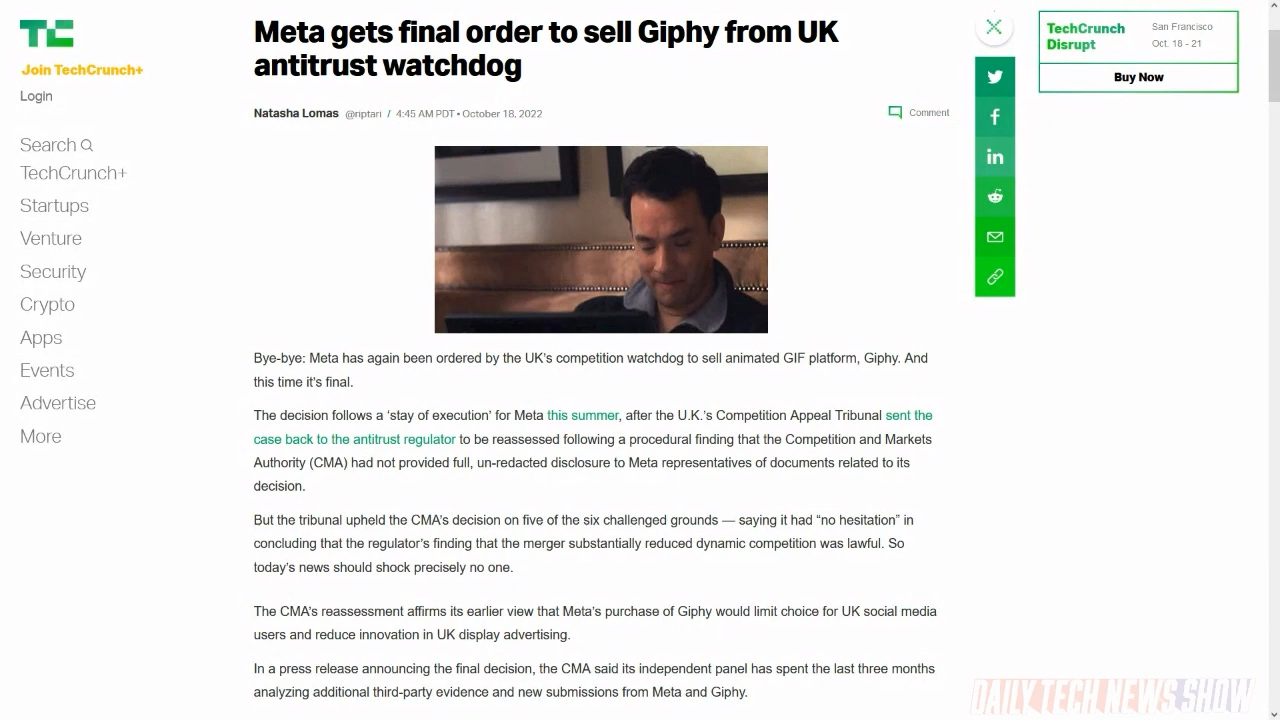 TC
Join TechCrunch+
Login
Search
TechCrunch+
Startups
Venture
Security
Crypto
Apps
Events
Advertise
More
Meta gets final order to sell Giphy from UK
antitrust watchdog
Natasha Lomas @riptari / 4:45 AM PDT • October 18, 2022
Comment
Bye-bye: Meta has again been ordered by the UK's competition watchdog to sell animated GIF platform, Giphy. And
this time it's final.
The decision follows a ‘stay of execution’ for Meta this summer, after the U.K.’s Competition Appeal Tribunal sent the
case back to the antitrust regulator to be reassessed following a procedural finding that the Competition and Markets
Authority (CMA) had not provided full, un-redacted disclosure to Meta representatives of documents related to its
decision.
But the tribunal upheld the CMA’s decision on five of the six challenged grounds — saying it had “no hesitation” in
concluding that the regulator’s finding that the merger substantially reduced dynamic competition was lawful. So
today’s news should shock precisely no one.
The CMA’s reassessment affirms its earlier view that Meta’s purchase of Giphy would limit choice for UK social media
users and reduce innovation in UK display advertising.
In a press release announcing the final decision, the CMA said its independent panel has spent the last three months
analyzing additional third-party evidence and new submissions from Meta and Giphy.
f
in
TechCrunch
Disrupt
San Francisco
Oct. 18 - 21
Buy Now
DAILY TECH NEWS SHOW